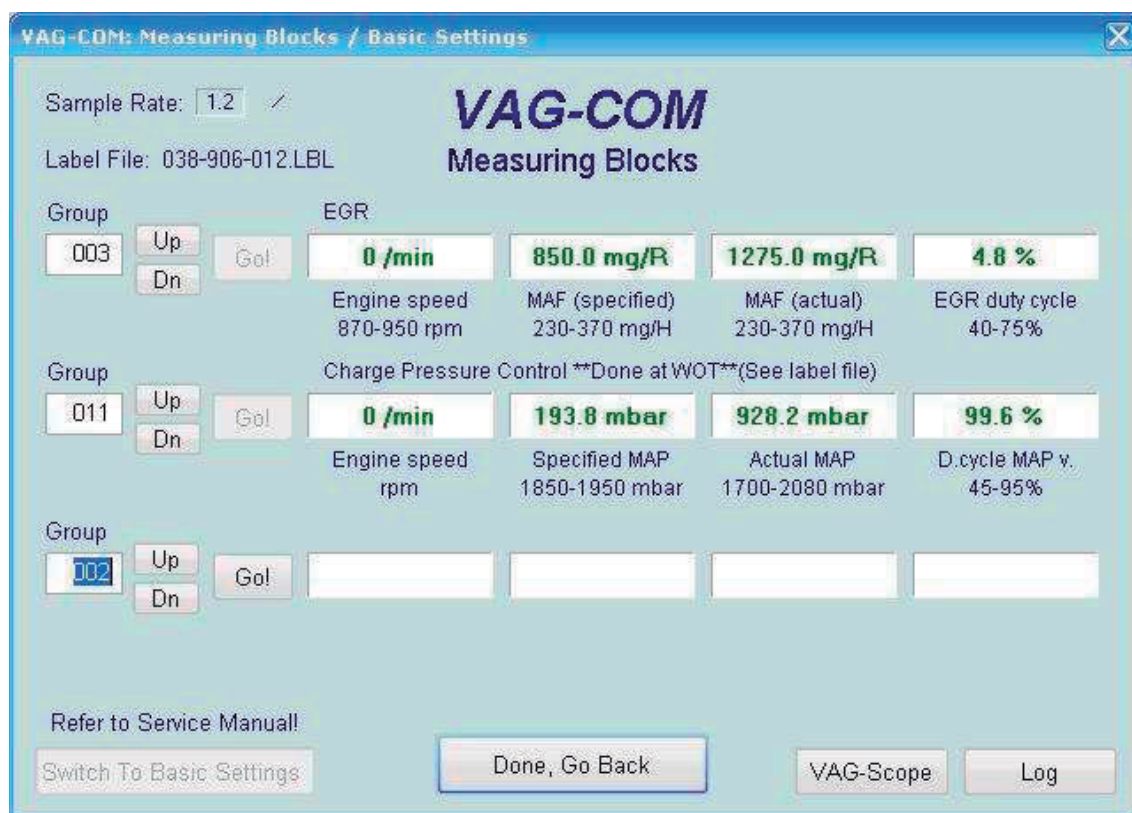 VAG-COM: Measuring Blocks / Basic Settings
Sample Rate: 1.2 /
VAG-COM
Label File: 038-906-012.LBL
Measuring Blocks
Group
EGR
003 Up Dn Go! 0 /min 850.0 mg/R 1275.0 mg/R 4.8 %
Engine speed MAF (specified) MAF (actual) EGR duty cycle
870-950 rpm 230-370 mg/H 230-370 mg/H 40-75%
Group
Charge Pressure Control **Done at WOT**(See label file)
011 Up Dn Go! 0 /min 193.8 mbar 928.2 mbar 99.6 %
Engine speed Specified MAP Actual MAP D.cycle MAP v.
rpm 1850-1950 mbar 1700-2080 mbar 45-95%
Group
002 Up Dn Go!
Refer to Service Manual!
Switch To Basic Settings Done, Go Back VAG-Scope Log